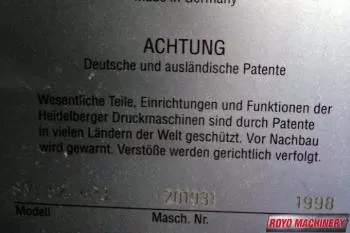 Made in Germany
ACHTUNG
Deutsche und ausländische Patente
Wesentliche Teile, Einrichtungen und Funktionen der
Heidelberger Druckmaschinen sind durch Patente
in vielen Ländern der Welt geschützt. Vor Nachbau
wird gewarnt. Verstöße werden gerichtlich verfolgt.
201931 1998
Modell Masch. Nr.
ROYO MACHINERY